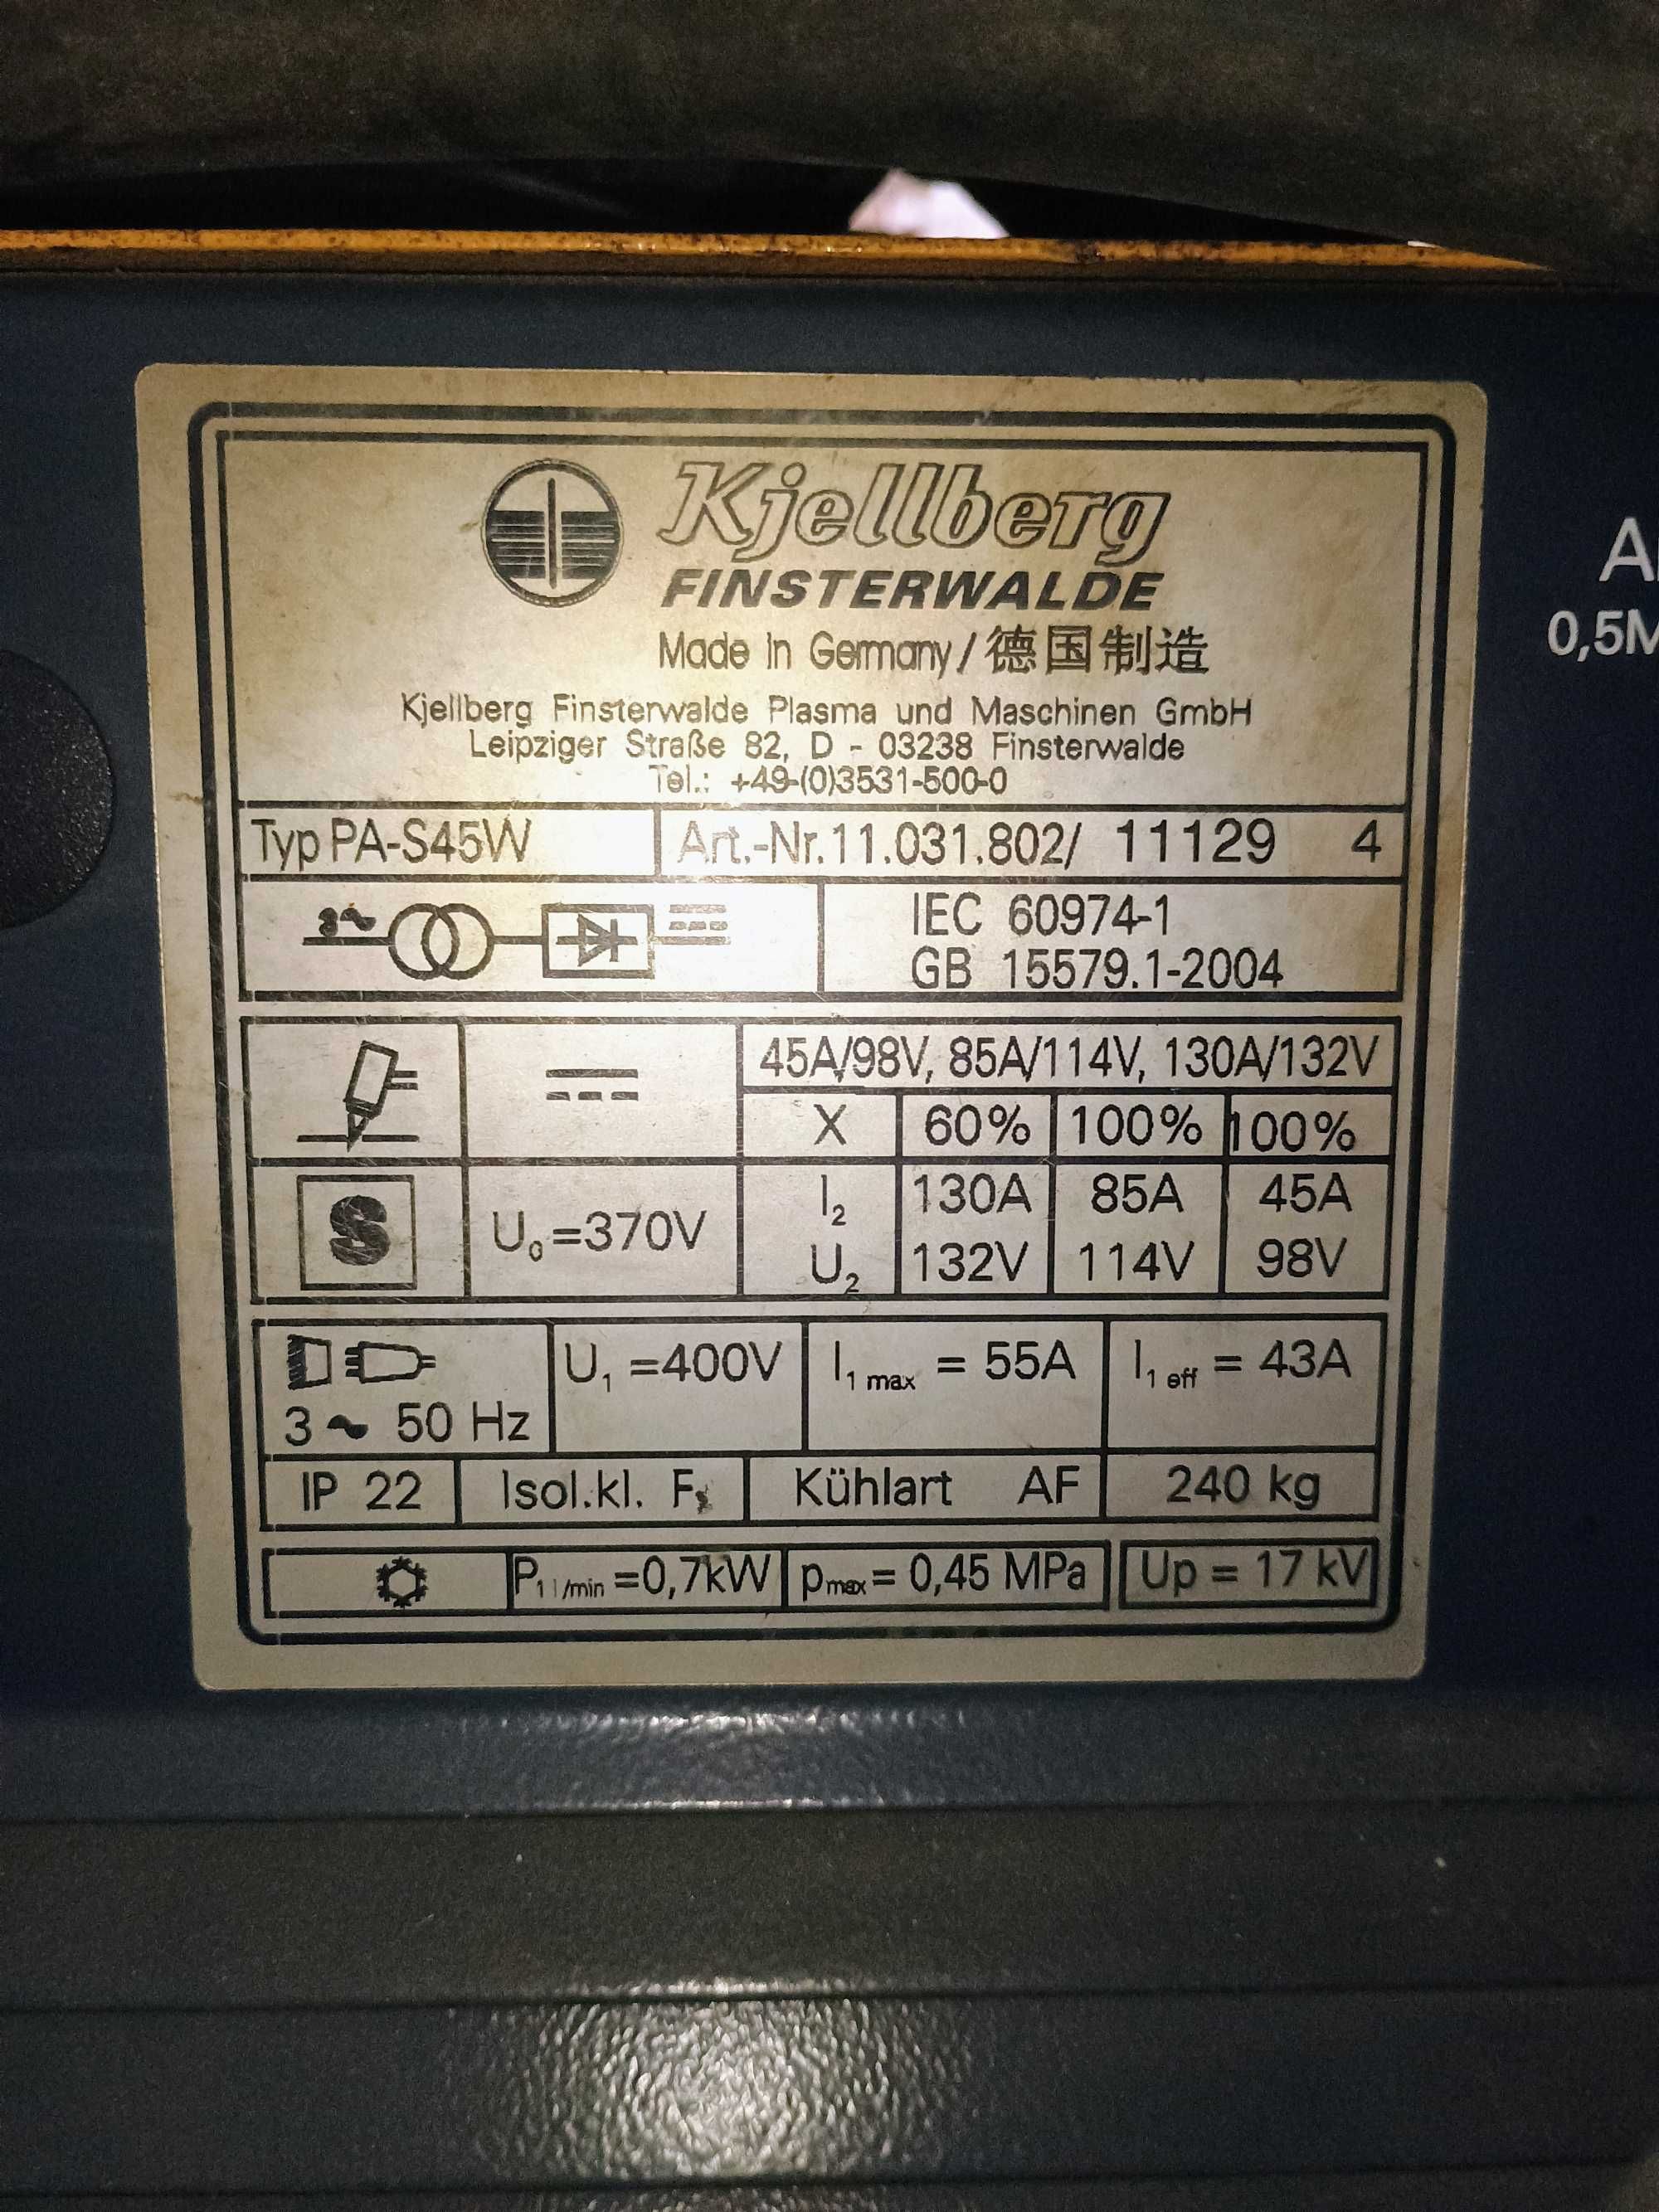 Kjellberg
FINSTERWALDE
Made in Germany / 德国制造
Kjellberg Finsterwalde Plasma und Maschinen GmbH
Leipziger Straße 82, D - 03238 Finsterwalde
Tel.: +49-(0)3531-500-0
Typ PA-S45W Art.-Nr.11.031.802/ 11129 4
3~ IEC 60974-1
GB 15579.1-2004
45A/98V, 85A/114V, 130A/132V
X 60% 100% 100%
S U₀=370V I₂ 130A 85A 45A
U₂ 132V 114V 98V
3 ~ 50 Hz U₁ =400V I₁ max = 55A I₁ eff = 43A
IP 22 Isol.kl. F Kühlart AF 240 kg
P₁ l/min =0,7kW pmax = 0,45 MPa Up = 17 kV
0,5M